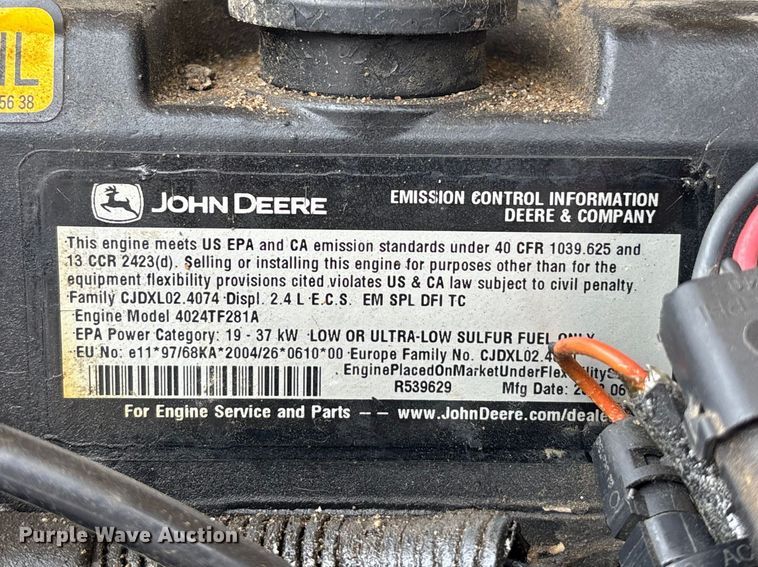 IL
56 38
JOHN DEERE
EMISSION CONTROL INFORMATION
DEERE & COMPANY
This engine meets US EPA and CA emission standards under 40 CFR 1039.625 and
13 CCR 2423(d). Selling or installing this engine for purposes other than for the
equipment flexibility provisions cited violates US & CA law subject to civil penalty.
Family CJDXL02.4074 Displ. 2.4 L E.C.S. EM SPL DFI TC
Engine Model 4024TF281A
EPA Power Category: 19 - 37 kW LOW OR ULTRA-LOW SULFUR FUEL ONLY
EU No: e11*97/68KA*2004/26*0610*00 Europe Family No. CJDXL02.4
EnginePlacedOnMarketUnderFlex
R539629 Mfg Date: 06
For Engine Service and Parts -- www.JohnDeere.com/deale
Purple Wave Auction